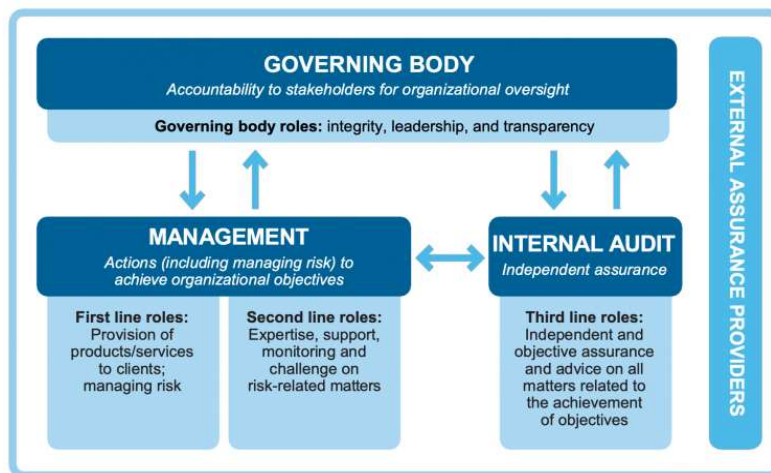 GOVERNING BODY
Accountability to stakeholders for organizational oversight
Governing body roles: integrity, leadership, and transparency
MANAGEMENT
Actions (including managing risk) to
achieve organizational objectives
First line roles:
Provision of
products/services
to clients;
managing risk
Second line roles:
Expertise, support,
monitoring and
challenge on
risk-related matters
INTERNAL AUDIT
Independent assurance
Third line roles:
Independent and
objective assurance
and advice on all
matters related to
the achievement
of objectives
EXTERNAL ASSURANCE PROVIDERS